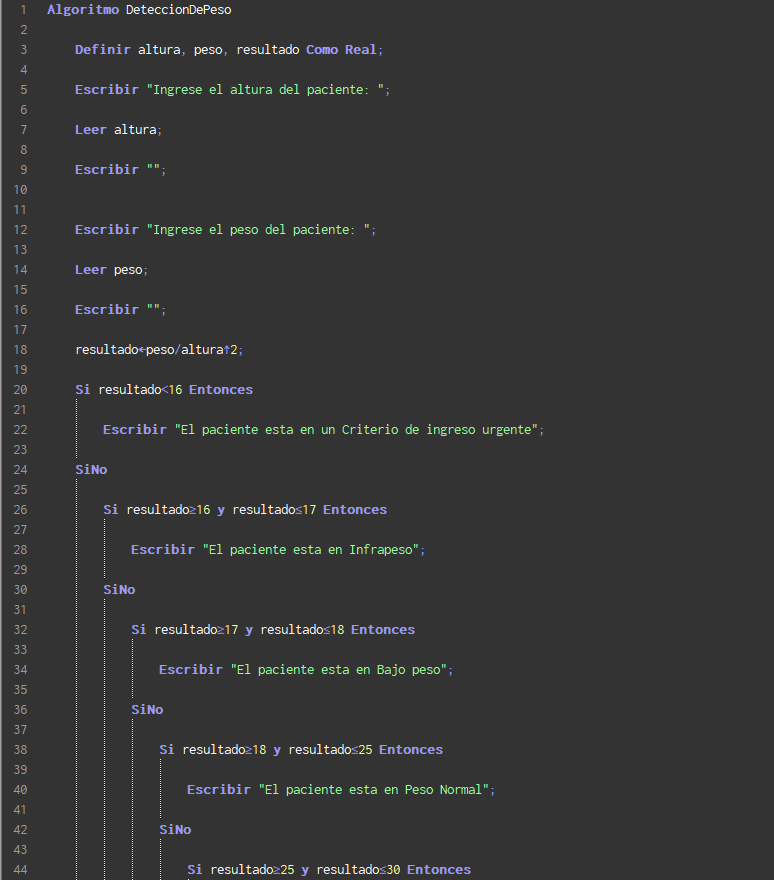 1 Algoritmo DeteccionDePeso
2
3 Definir altura, peso, resultado Como Real;
4
5 Escribir "Ingrese el altura del paciente: ";
6
7 Leer altura;
8
9 Escribir "";
10
11
12 Escribir "Ingrese el peso del paciente: ";
13
14 Leer peso;
15
16 Escribir "";
17
18 resultado←peso/altura↑2;
19
20 Si resultado<16 Entonces
21
22 Escribir "El paciente esta en un Criterio de ingreso urgente";
23
24 SiNo
25
26 Si resultado≥16 y resultado≤17 Entonces
27
28 Escribir "El paciente esta en Infrapeso";
29
30 SiNo
31
32 Si resultado≥17 y resultado≤18 Entonces
33
34 Escribir "El paciente esta en Bajo peso";
35
36 SiNo
37
38 Si resultado≥18 y resultado≤25 Entonces
39
40 Escribir "El paciente esta en Peso Normal";
41
42 SiNo
43
44 Si resultado≥25 y resultado≤30 Entonces